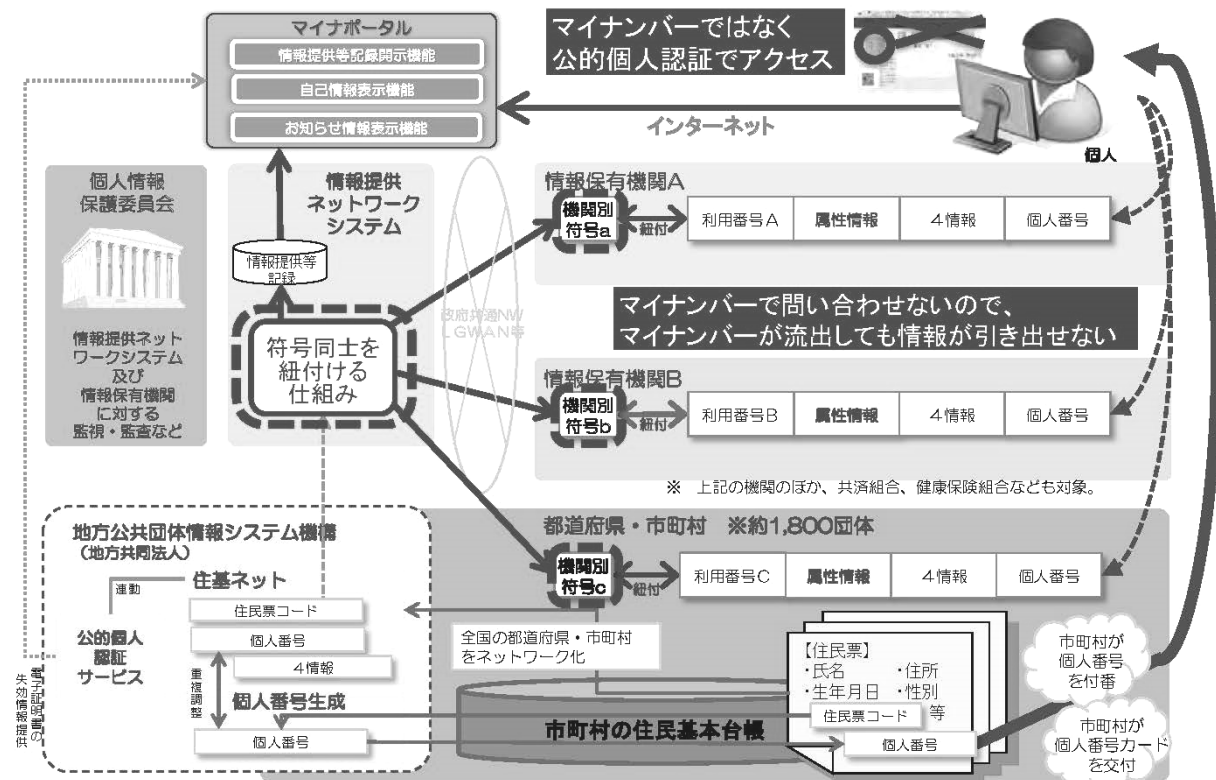 マイナポータル
情報提供等記録開示機能
自己情報表示機能
お知らせ情報表示機能
マイナンバーではなく
公的個人認証でアクセス
インターネット
個人
個人情報
保護委員会
情報提供ネット
ワークシステム
及び
情報保有機関
に対する
監視・監査など
情報提供
ネットワーク
システム
情報提供等
記録
符号同士を
紐付ける
仕組み
政府共通NW
LGWAN等
情報保有機関A
機関別
符号a
紐付
利用番号A
属性情報
4情報
個人番号
マイナンバーで問い合わせないので、
マイナンバーが流出しても情報が引き出せない
情報保有機関B
機関別
符号b
紐付
利用番号B
属性情報
4情報
個人番号
※ 上記の機関のほか、共済組合、健康保険組合なども対象。
都道府県・市町村 ※約1,800団体
機関別
符号c
紐付
利用番号C
属性情報
4情報
個人番号
地方公共団体情報システム機構
(地方共同法人)
連動
住基ネット
住民票コード
個人番号
4情報
公的個人
認証
サービス
重複調整
個人番号生成
個人番号
電子証明書の
失効情報提供
全国の都道府県・市町村
をネットワーク化
市町村の住民基本台帳
【住民票】
・氏名 ・住所
・生年月日 ・性別
等
住民票コード
個人番号
市町村が
個人番号
を付番
市町村が
個人番号カード
を交付